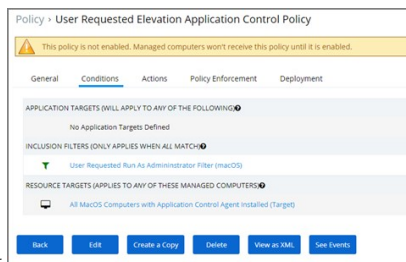 Policy › User Requested Elevation Application Control Policy
This policy is not enabled. Managed computers won't receive this policy until it is enabled.
General Conditions Actions Policy Enforcement Deployment
APPLICATION TARGETS (WILL APPLY TO ANY OF THE FOLLOWING)
No Application Targets Defined
INCLUSION FILTERS (ONLY APPLIES WHEN ALL MATCH)
User Requested Run As Administrator Filter (macOS)
RESOURCE TARGETS (APPLIES TO ANY OF THESE MANAGED COMPUTERS)
All MacOS Computers with Application Control Agent Installed (Target)
Back Edit Create a Copy Delete View as XML See Events